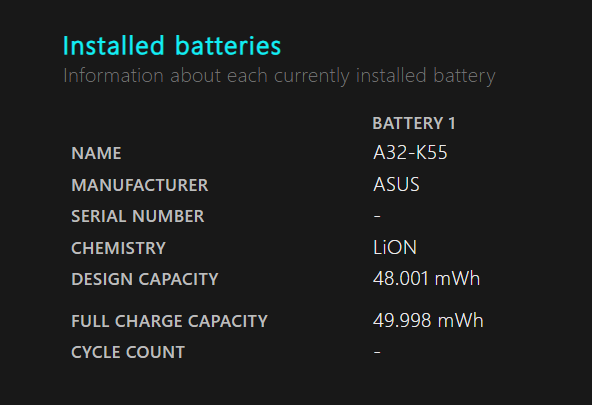 Installed batteries
Information about each currently installed battery
BATTERY 1
NAME A32-K55
MANUFACTURER ASUS
SERIAL NUMBER -
CHEMISTRY LiON
DESIGN CAPACITY 48.001 mWh
FULL CHARGE CAPACITY 49.998 mWh
CYCLE COUNT -